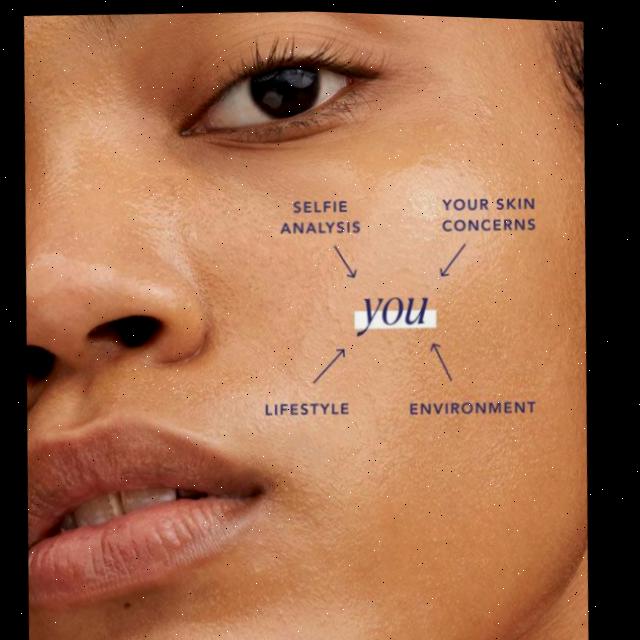 SELFIE
ANALYSIS
YOUR SKIN
CONCERNS
you
LIFESTYLE
ENVIRONMENT